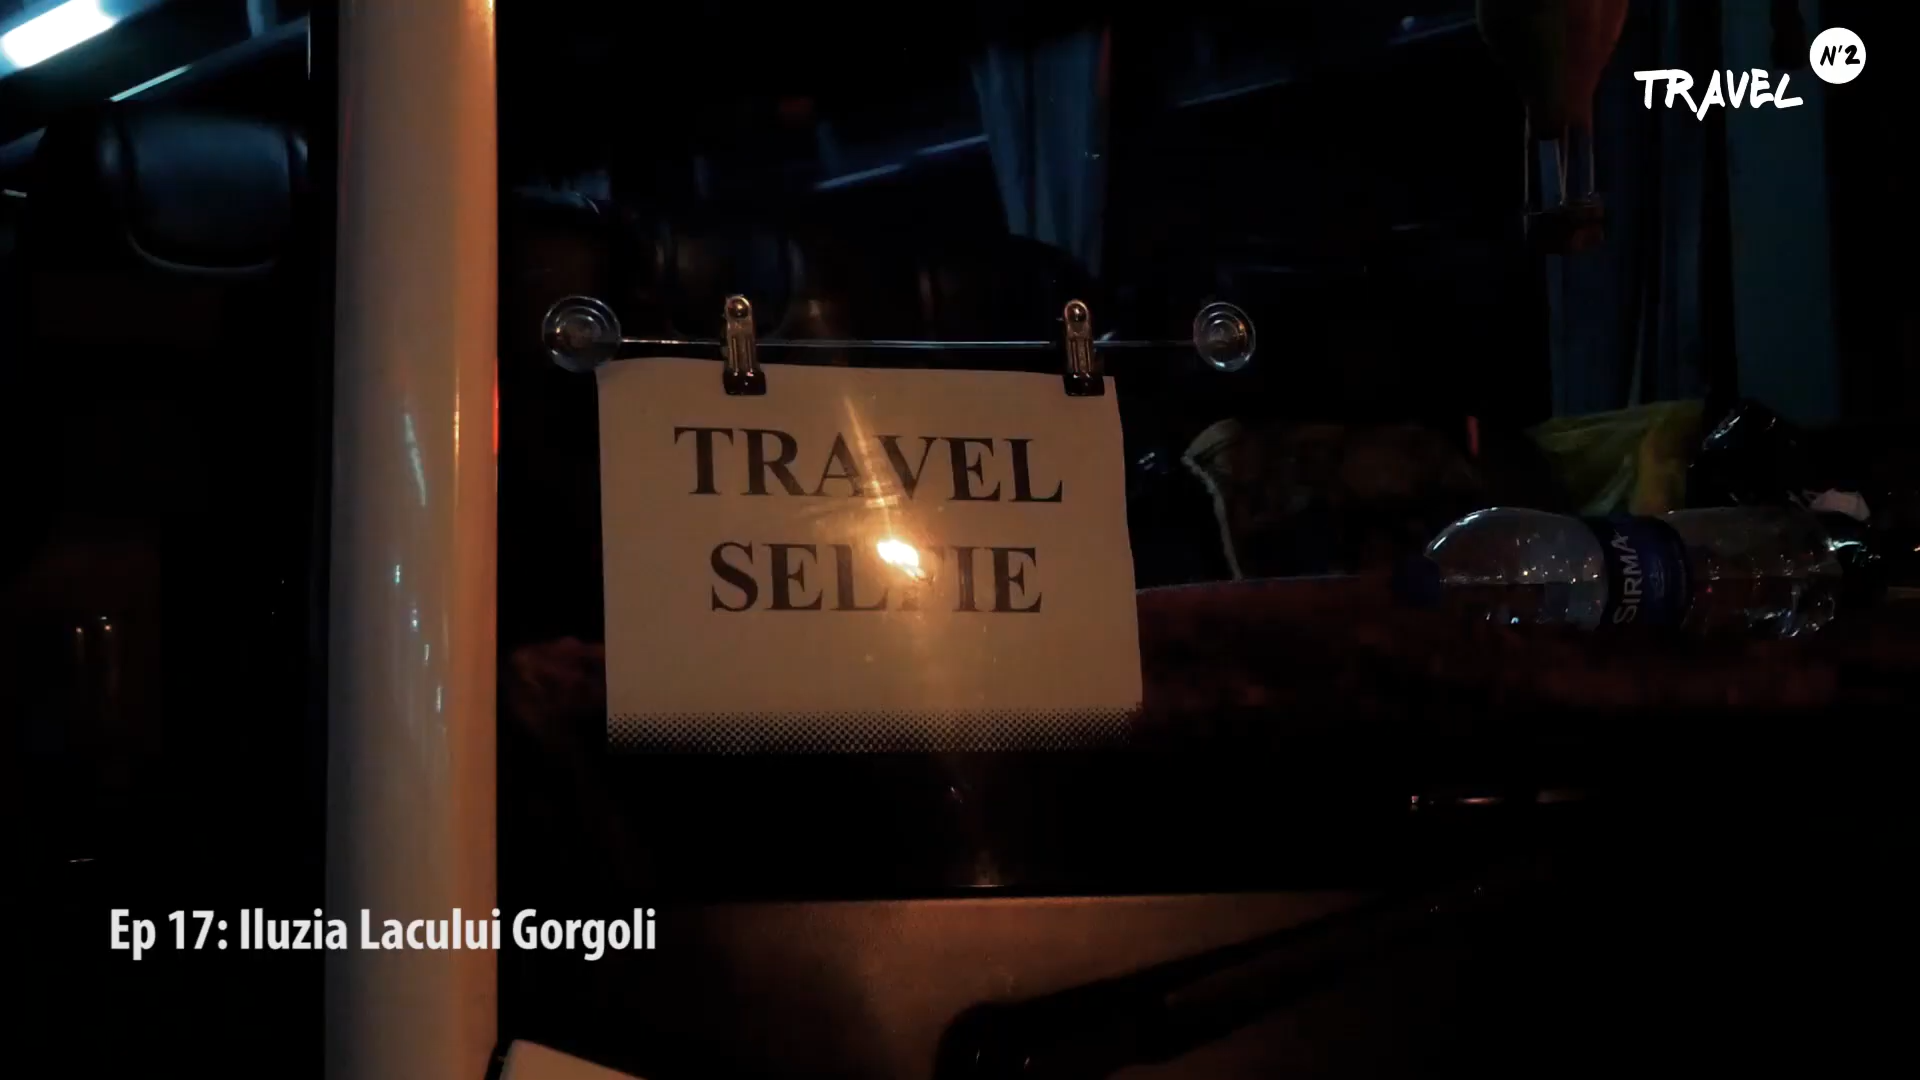 N'2
TRAVEL
TRAVEL
SELFIE
SIRMA
Ep 17: Iluzia Lacului Gorgoli